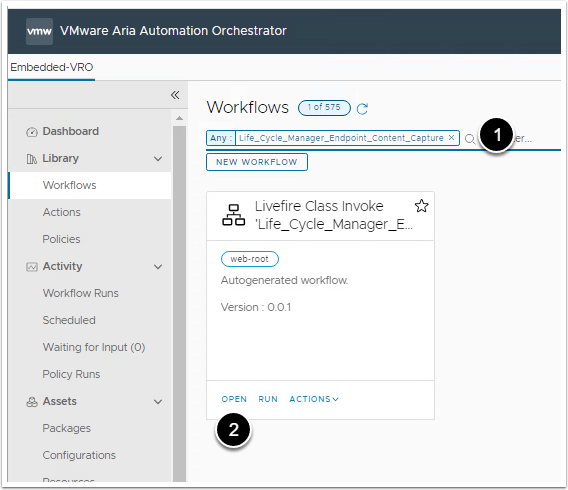 vmw VMware Aria Automation Orchestrator
Embedded-VRO
«
Dashboard
Library
Workflows
Actions
Policies
Activity
Workflow Runs
Scheduled
Waiting for Input (0)
Policy Runs
Assets
Packages
Configurations
Resources
Workflows 1 of 575
Any : Life_Cycle_Manager_Endpoint_Content_Capture × 1 er...
NEW WORKFLOW
Livefire Class Invoke
'Life_Cycle_Manager_E...
web-root
Autogenerated workflow.
Version : 0.0.1
OPEN RUN ACTIONS
2